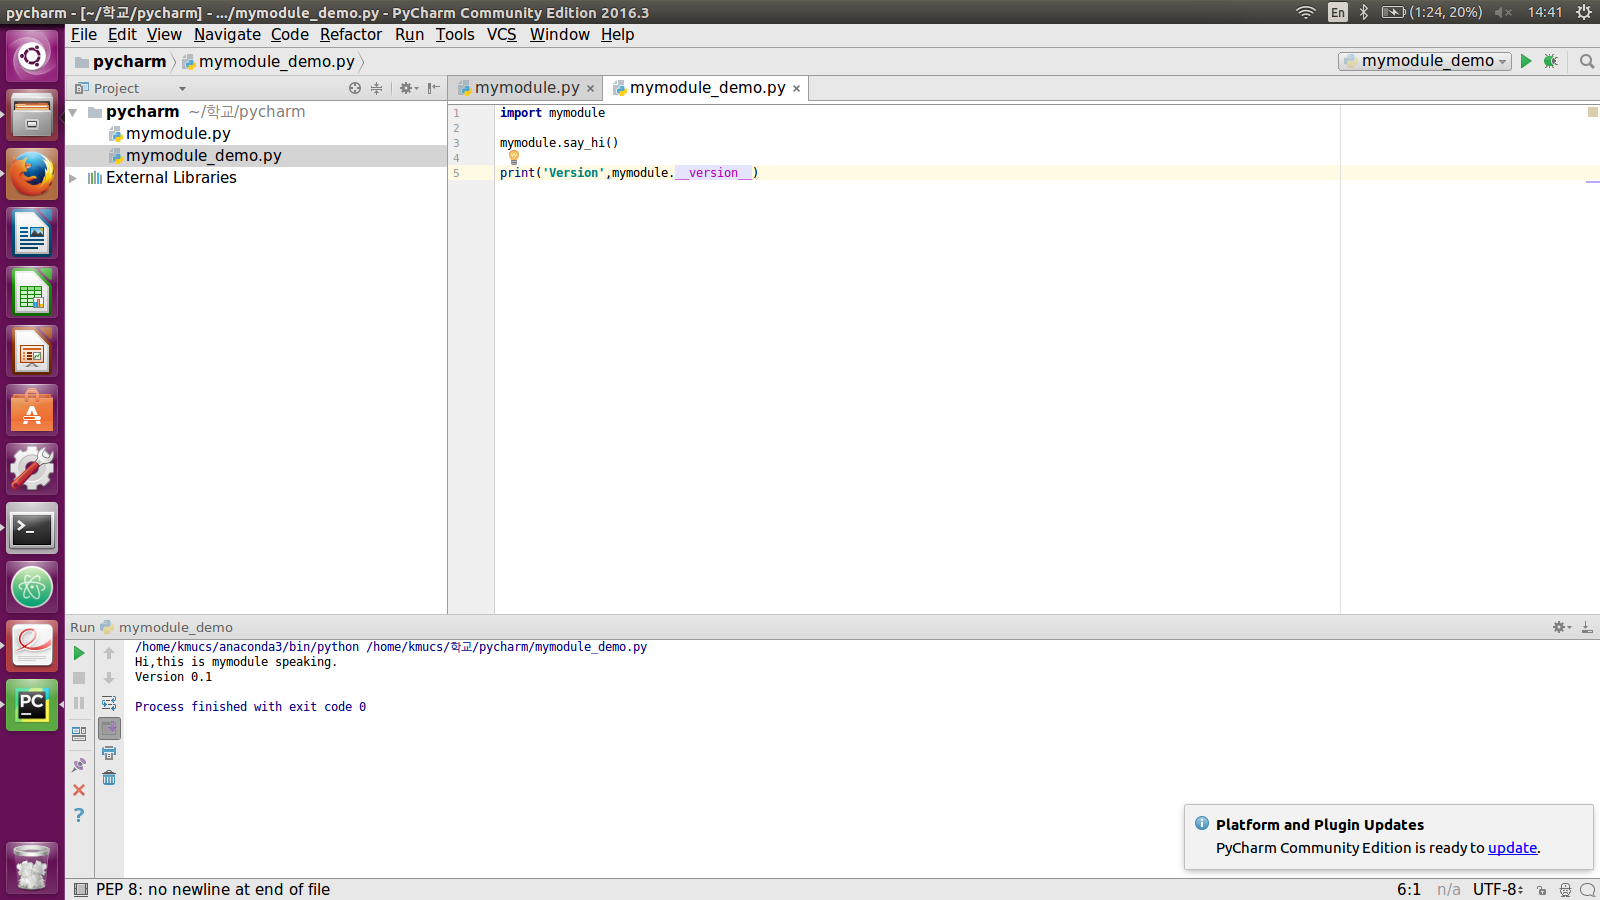 pycharm - [~/학교/pycharm] - .../mymodule_demo.py - PyCharm Community Edition 2016.3
En (1:24, 20%) 14:41
File Edit View Navigate Code Refactor Run Tools VCS Window Help
pycharm mymodule_demo.py mymodule_demo
Project mymodule.py mymodule_demo.py
pycharm ~/학교/pycharm
mymodule.py
mymodule_demo.py
External Libraries
1 import mymodule
2
3 mymodule.say_hi()
4
5 print('Version',mymodule.__version__)
Run mymodule_demo
/home/kmucs/anaconda3/bin/python /home/kmucs/학교/pycharm/mymodule_demo.py
Hi,this is mymodule speaking.
Version 0.1
Process finished with exit code 0
PC
Platform and Plugin Updates
PyCharm Community Edition is ready to update.
PEP 8: no newline at end of file 6:1 n/a UTF-8